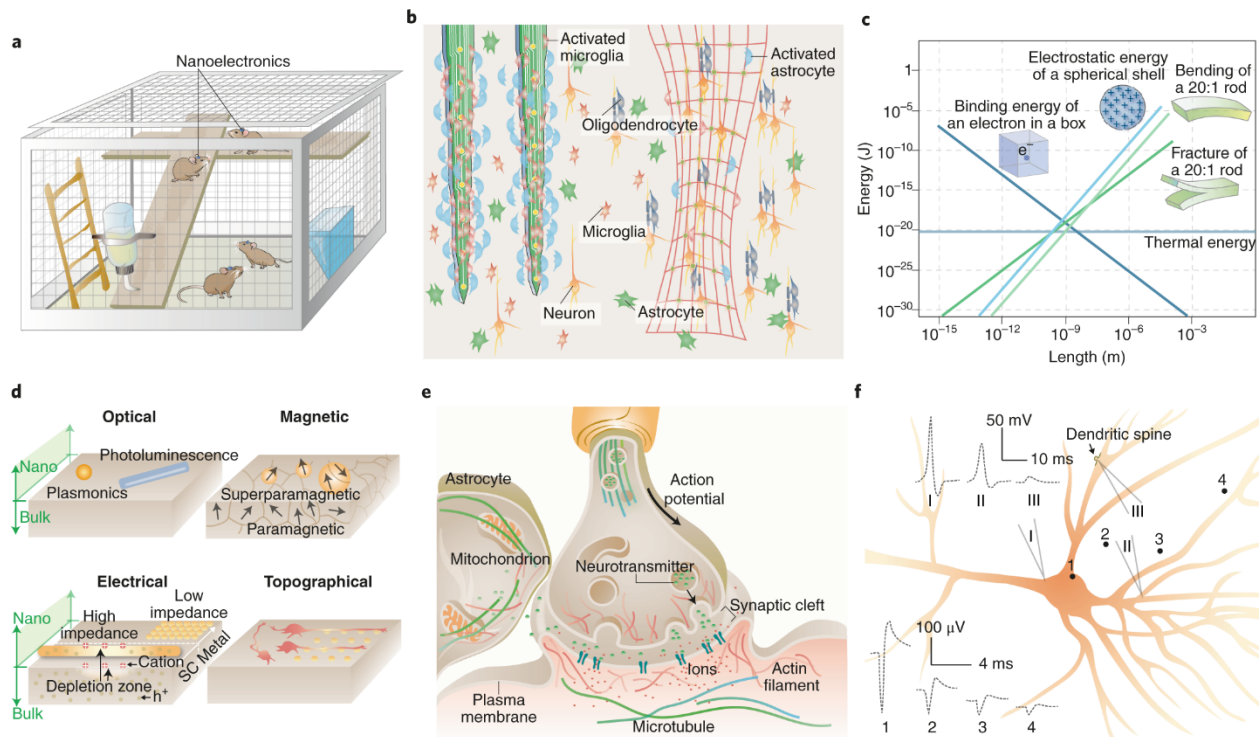 a
Nanoelectronics
b
Activated
microglia
Activated
astrocyte
Oligodendrocyte
Microglia
Neuron
Astrocyte
c
Energy (J)
1
10–5
10–10
10–15
10–20
10–25
10–30
10–15
10–12
10–9
10–6
10–3
Length (m)
Electrostatic energy
of a spherical shell
Bending of
a 20:1 rod
Binding energy of
an electron in a box
e–
Fracture of
a 20:1 rod
Thermal energy
d
Optical
Magnetic
Nano
Bulk
Photoluminescence
Plasmonics
Superparamagnetic
Paramagnetic
Electrical
Topographical
Nano
Bulk
High
impedance
Low
impedance
Cation
Depletion zone
h+
SC Metal
e
Astrocyte
Action
potential
Mitochondrion
Neurotransmitter
Synaptic cleft
Ions
Plasma
membrane
Actin
filament
Microtubule
f
50 mV
10 ms
Dendritic spine
I
II
III
I
II
III
1
2
3
4
100 μV
4 ms
1
2
3
4